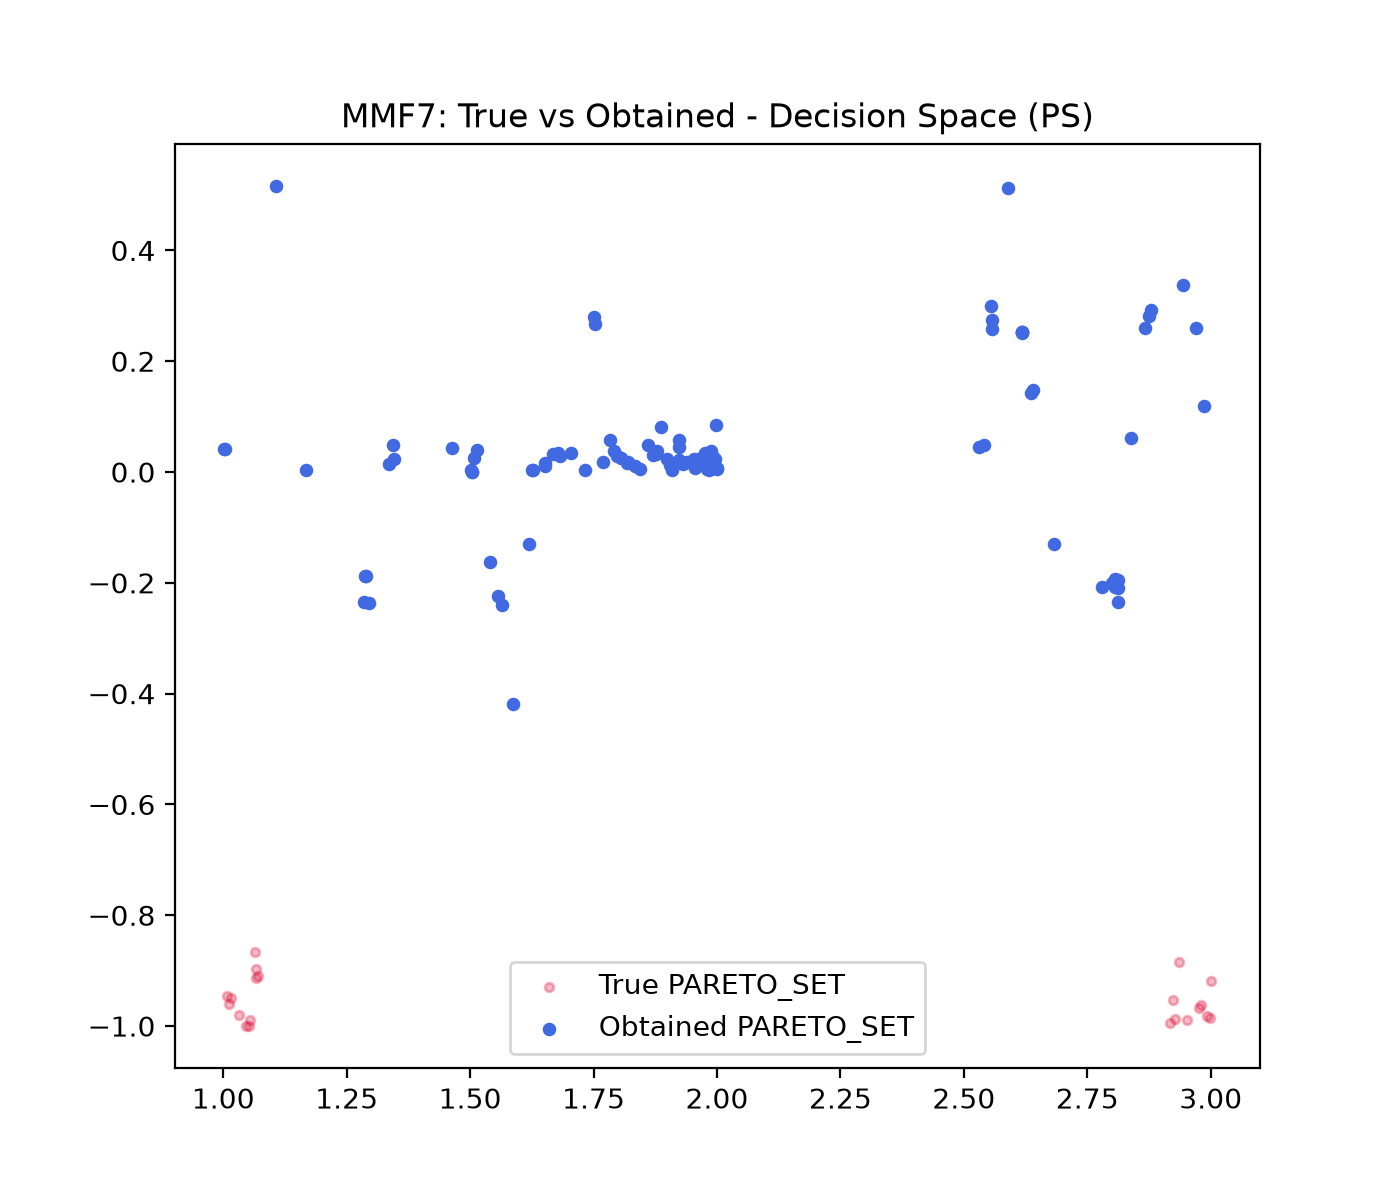 MMF7: True vs Obtained - Decision Space (PS)
0.4
0.2
0.0
−0.2
−0.4
−0.6
−0.8
−1.0
True PARETO_SET
Obtained PARETO_SET
1.00 1.25 1.50 1.75 2.00 2.25 2.50 2.75 3.00